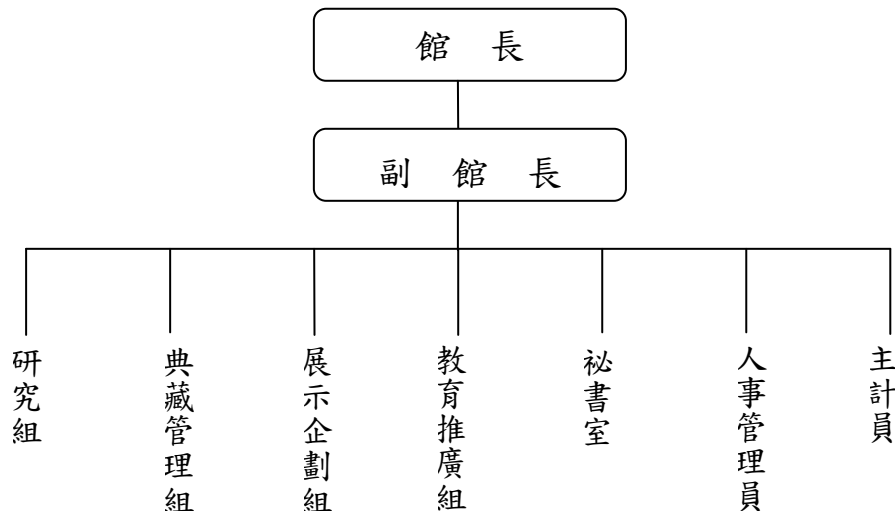 館 長
副 館 長
研究組
典藏管理組
展示企劃組
教育推廣組
祕書室
人事管理員
主計員